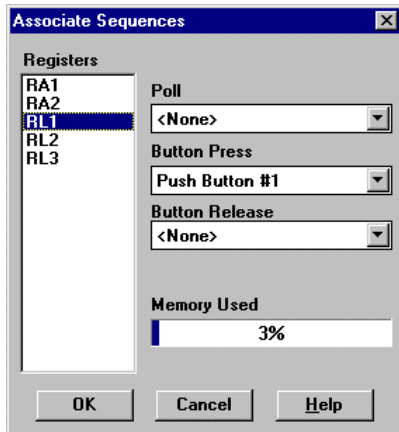 Associate Sequences
Registers
RA1
RA2
RL1
RL2
RL3
Poll
<None>
Button Press
Push Button #1
Button Release
<None>
Memory Used
3%
OK
Cancel
Help